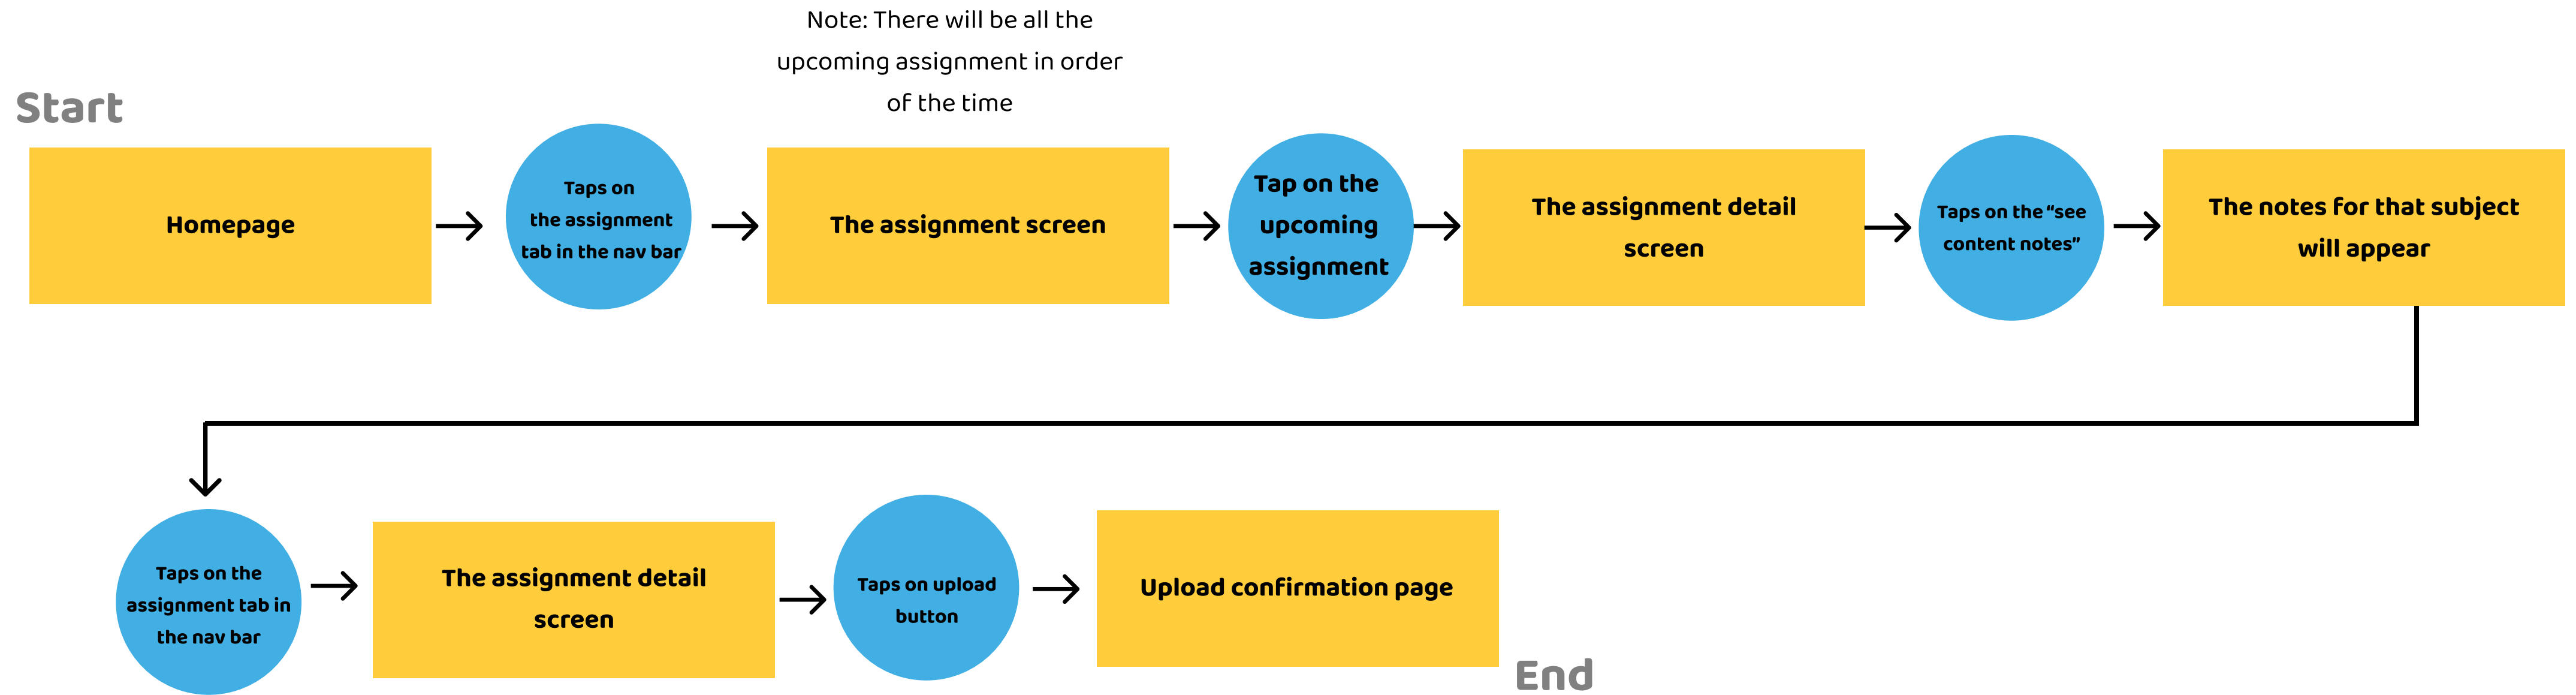 Note: There will be all the
upcoming assignment in order
of the time
Start
Homepage
Taps on
the assignment
tab in the nav bar
The assignment screen
Tap on the
upcoming
assignment
The assignment detail
screen
Taps on the “see
content notes”
The notes for that subject
will appear
Taps on the
assignment tab in
the nav bar
The assignment detail
screen
Taps on upload
button
Upload confirmation page
End